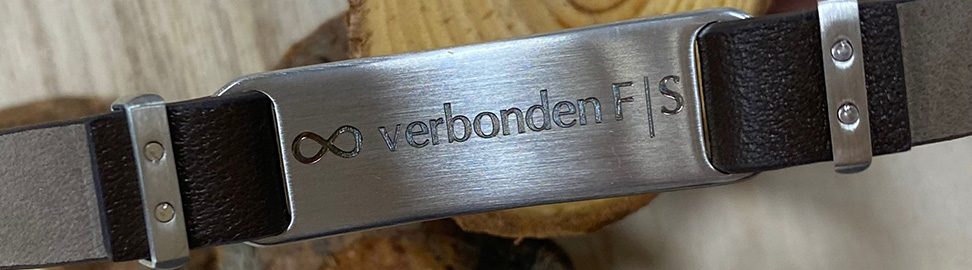 ∞ verbonden F|S